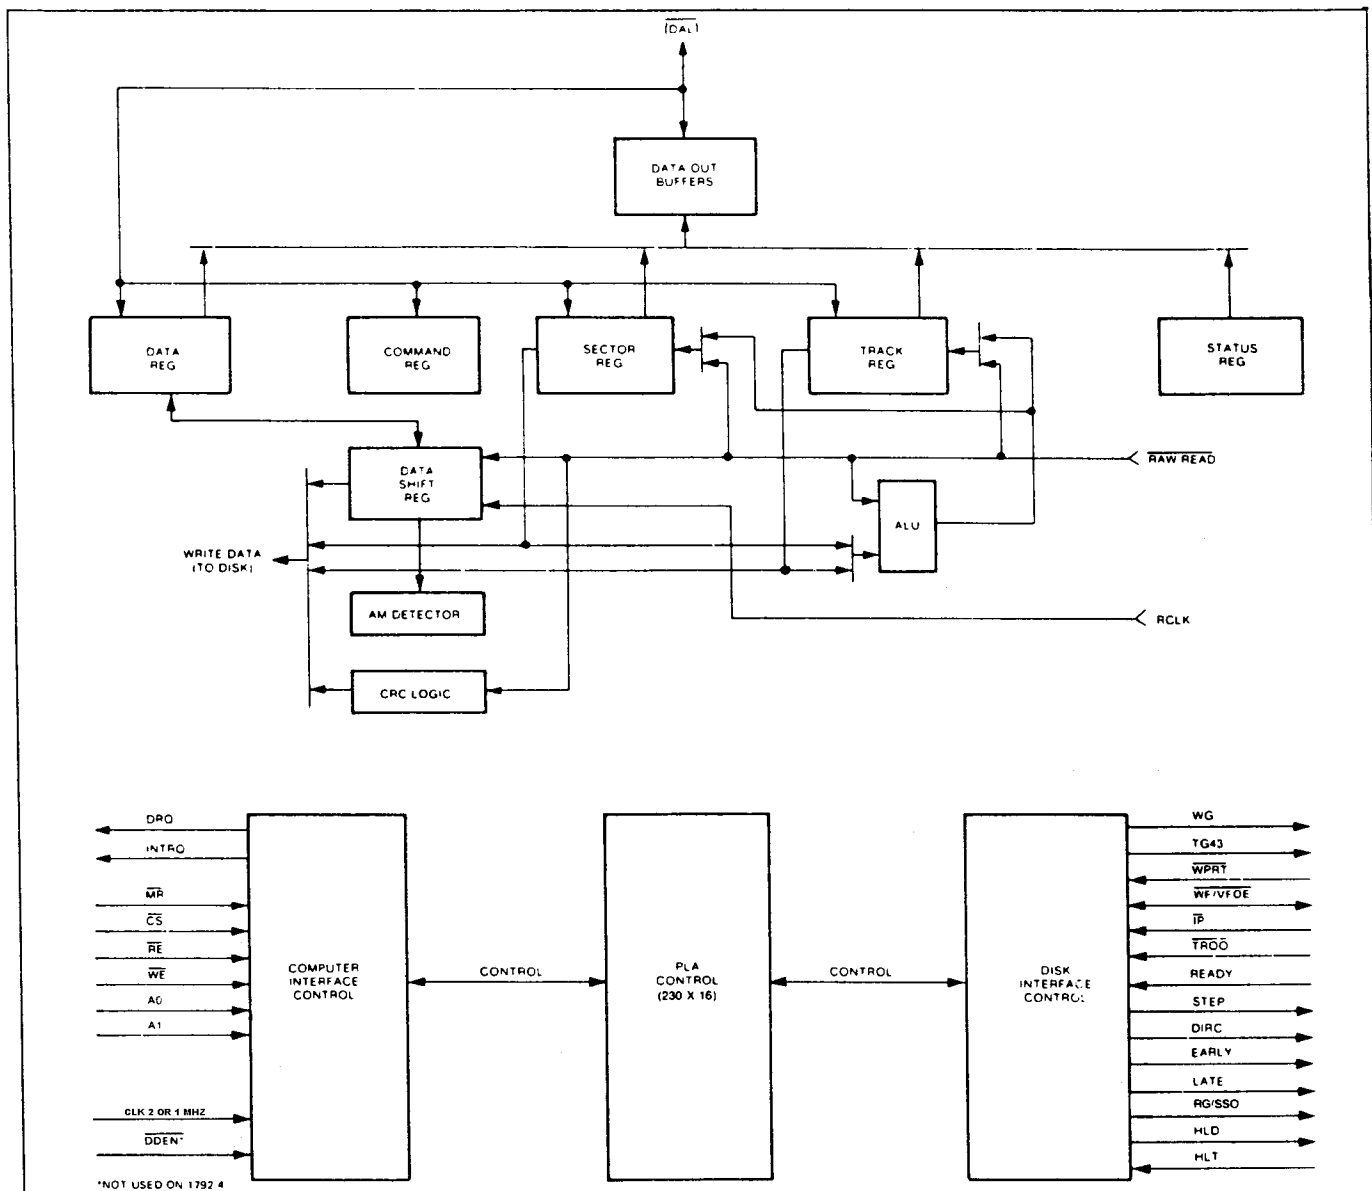 (DAL)
DATA OUT
BUFFERS
DATA
REG
COMMAND
REG
SECTOR
REG
TRACK
REG
STATUS
REG
DATA
SHIFT
REG
RAW READ
ALU
WRITE DATA
(TO DISK)
AM DETECTOR
RCLK
CRC LOGIC
DRQ
INTRQ
MR
CS
RE
WE
A0
A1
CLK 2 OR 1 MHZ
DDEN*
*NOT USED ON 1792 4
COMPUTER
INTERFACE
CONTROL
CONTROL
PLA
CONTROL
(230 X 16)
CONTROL
DISK
INTERFACE
CONTROL
WG
TG43
WPRT
WF/VFOE
IP
TROO
READY
STEP
DIRC
EARLY
LATE
RG/SSO
HLD
HLT